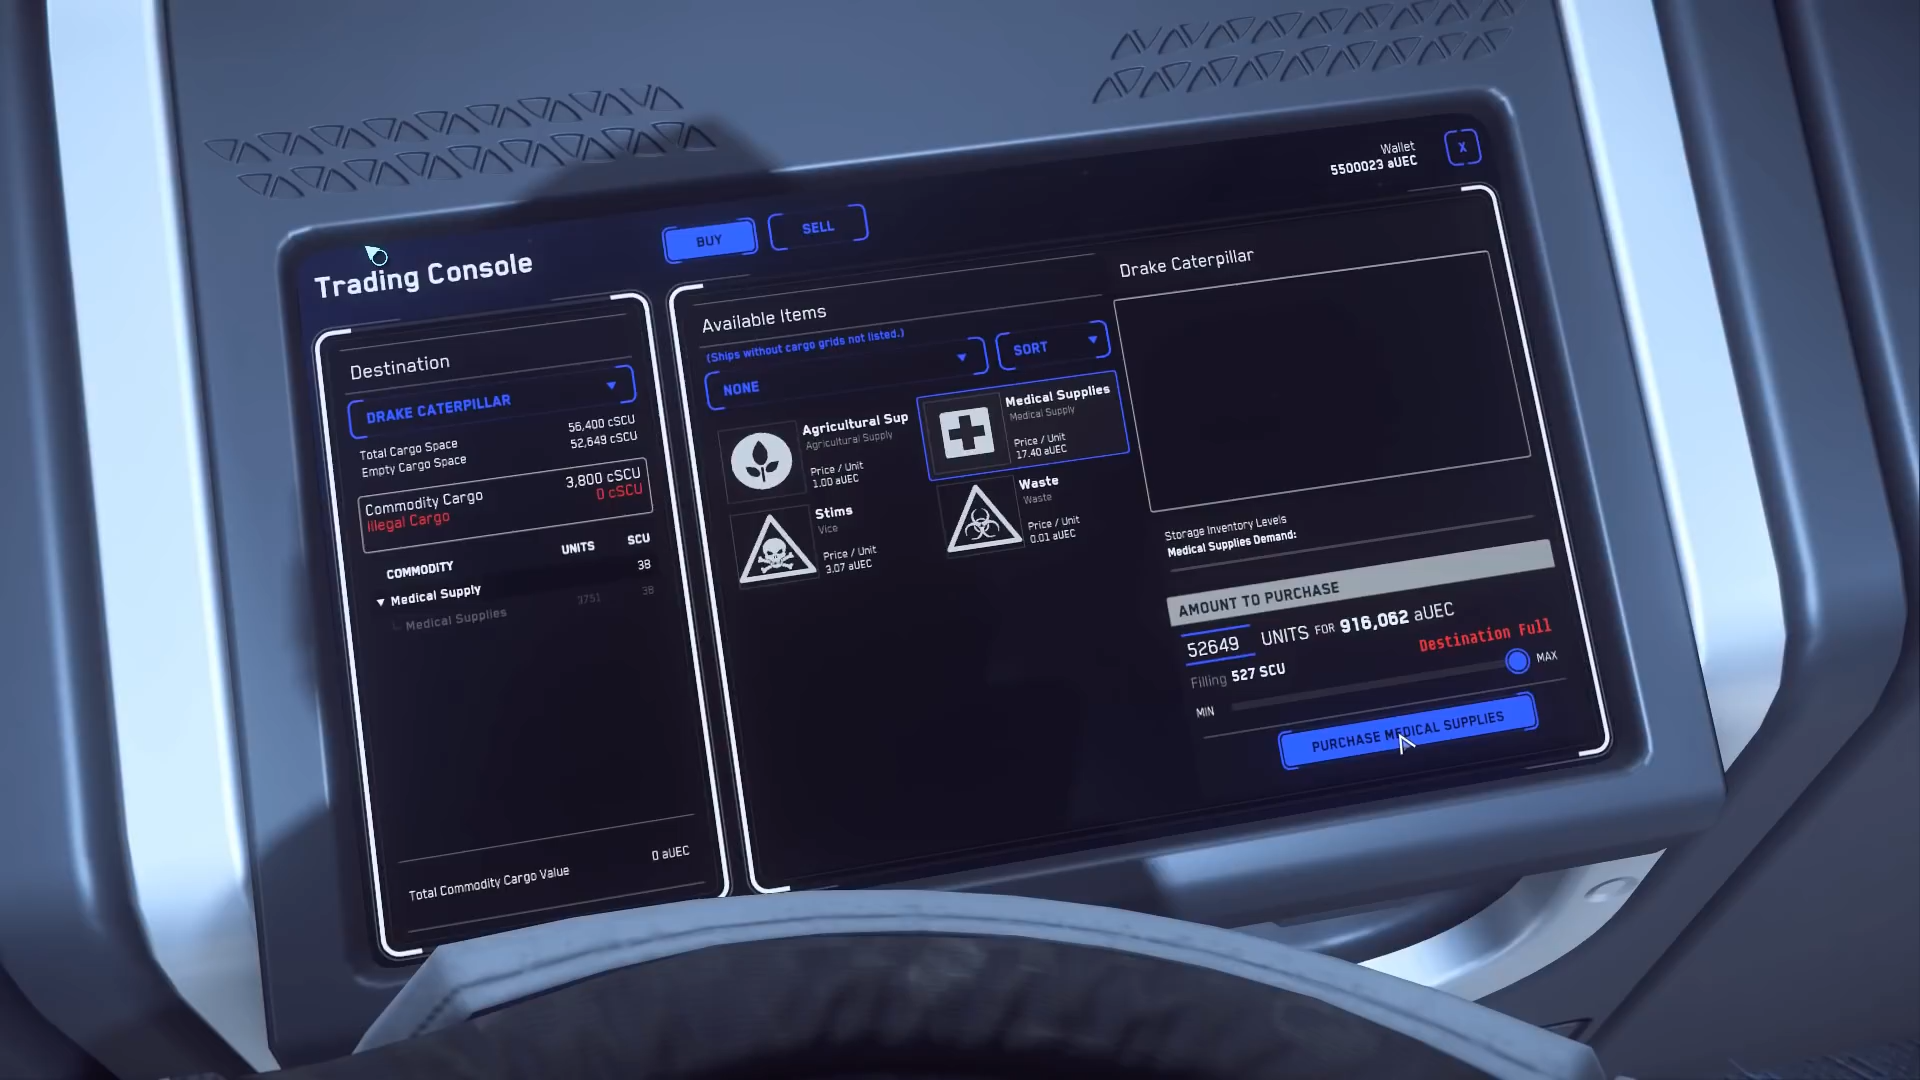 Wallet
5500023 aUEC
X
Trading Console
BUY
SELL
Destination
DRAKE CATERPILLAR
Total Cargo Space 56,400 cSCU
Empty Cargo Space 52,649 cSCU
Commodity Cargo 3,800 cSCU
Illegal Cargo 0 cSCU
COMMODITY UNITS SCU
Medical Supply 38
Medical Supplies 3751 38
Total Commodity Cargo Value 0 aUEC
Available Items
(Ships without cargo grids not listed.)
NONE
SORT
Agricultural Sup
Agricultural Supply
Price / Unit
1.00 aUEC
Medical Supplies
Medical Supply
Price / Unit
17.40 aUEC
Stims
Vice
Price / Unit
3.07 aUEC
Waste
Waste
Price / Unit
0.01 aUEC
Drake Caterpillar
Storage Inventory Levels
Medical Supplies Demand:
AMOUNT TO PURCHASE
52649 UNITS FOR 916,062 aUEC
Destination Full
Filling 527 SCU
MIN
MAX
PURCHASE MEDICAL SUPPLIES